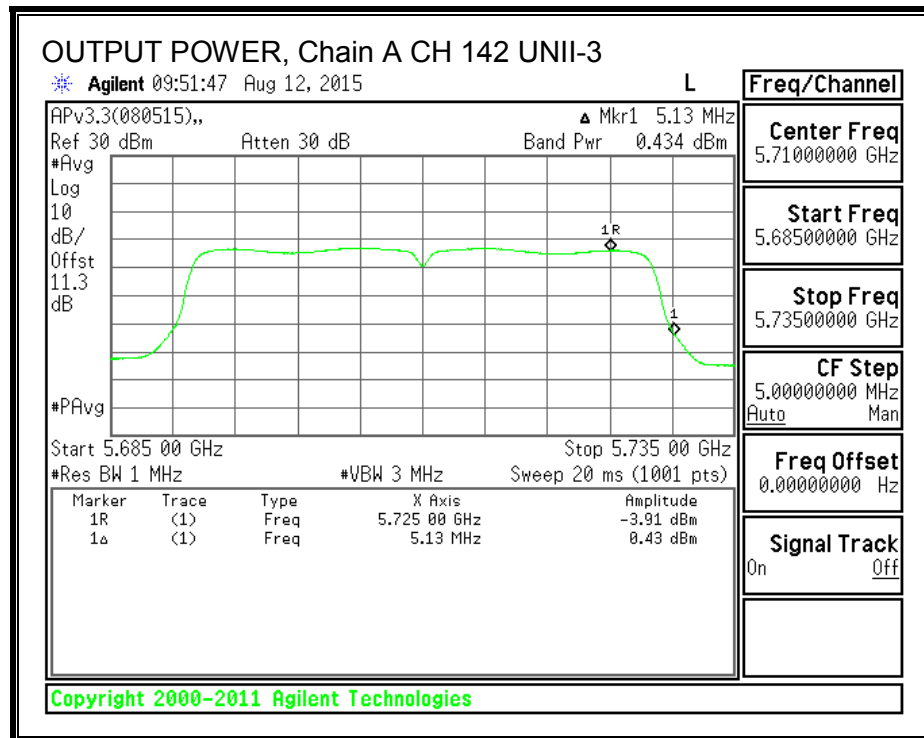 OUTPUT POWER, Chain A CH 142 UNII-3
Agilent 09:51:47 Aug 12, 2015 L
APv3.3(080515),, Δ Mkr1 5.13 MHz
Ref 30 dBm Atten 30 dB Band Pwr 0.434 dBm
#Avg
Log
10
dB/
Offst
11.3
dB
#PAvg
1R
1
Start 5.685 00 GHz Stop 5.735 00 GHz
#Res BW 1 MHz #VBW 3 MHz Sweep 20 ms (1001 pts)
Marker Trace Type X Axis Amplitude
1R (1) Freq 5.725 00 GHz -3.91 dBm
1Δ (1) Freq 5.13 MHz 0.43 dBm
Freq/Channel
Center Freq
5.71000000 GHz
Start Freq
5.68500000 GHz
Stop Freq
5.73500000 GHz
CF Step
5.00000000 MHz
Auto Man
Freq Offset
0.00000000 Hz
Signal Track
On Off
Copyright 2000-2011 Agilent Technologies